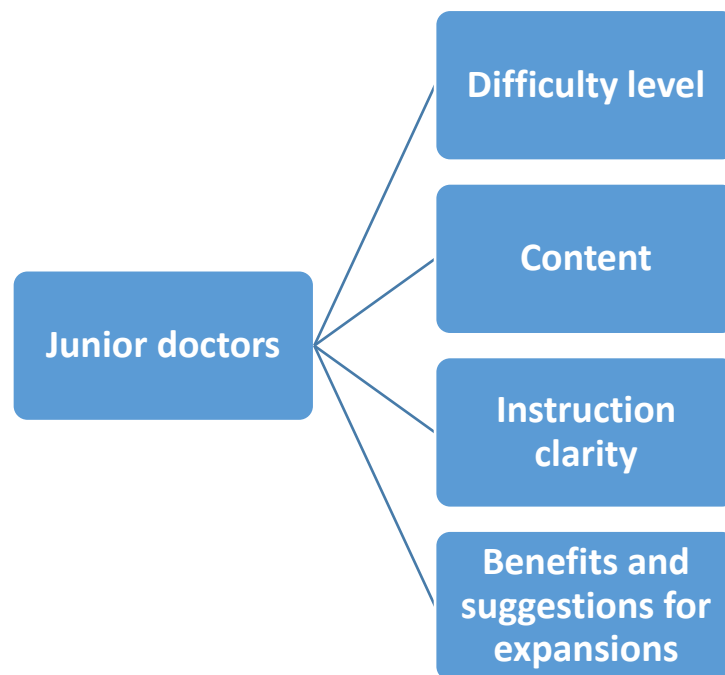 Junior doctors
Difficulty level
Content
Instruction
clarity
Benefits and
suggestions for
expansions